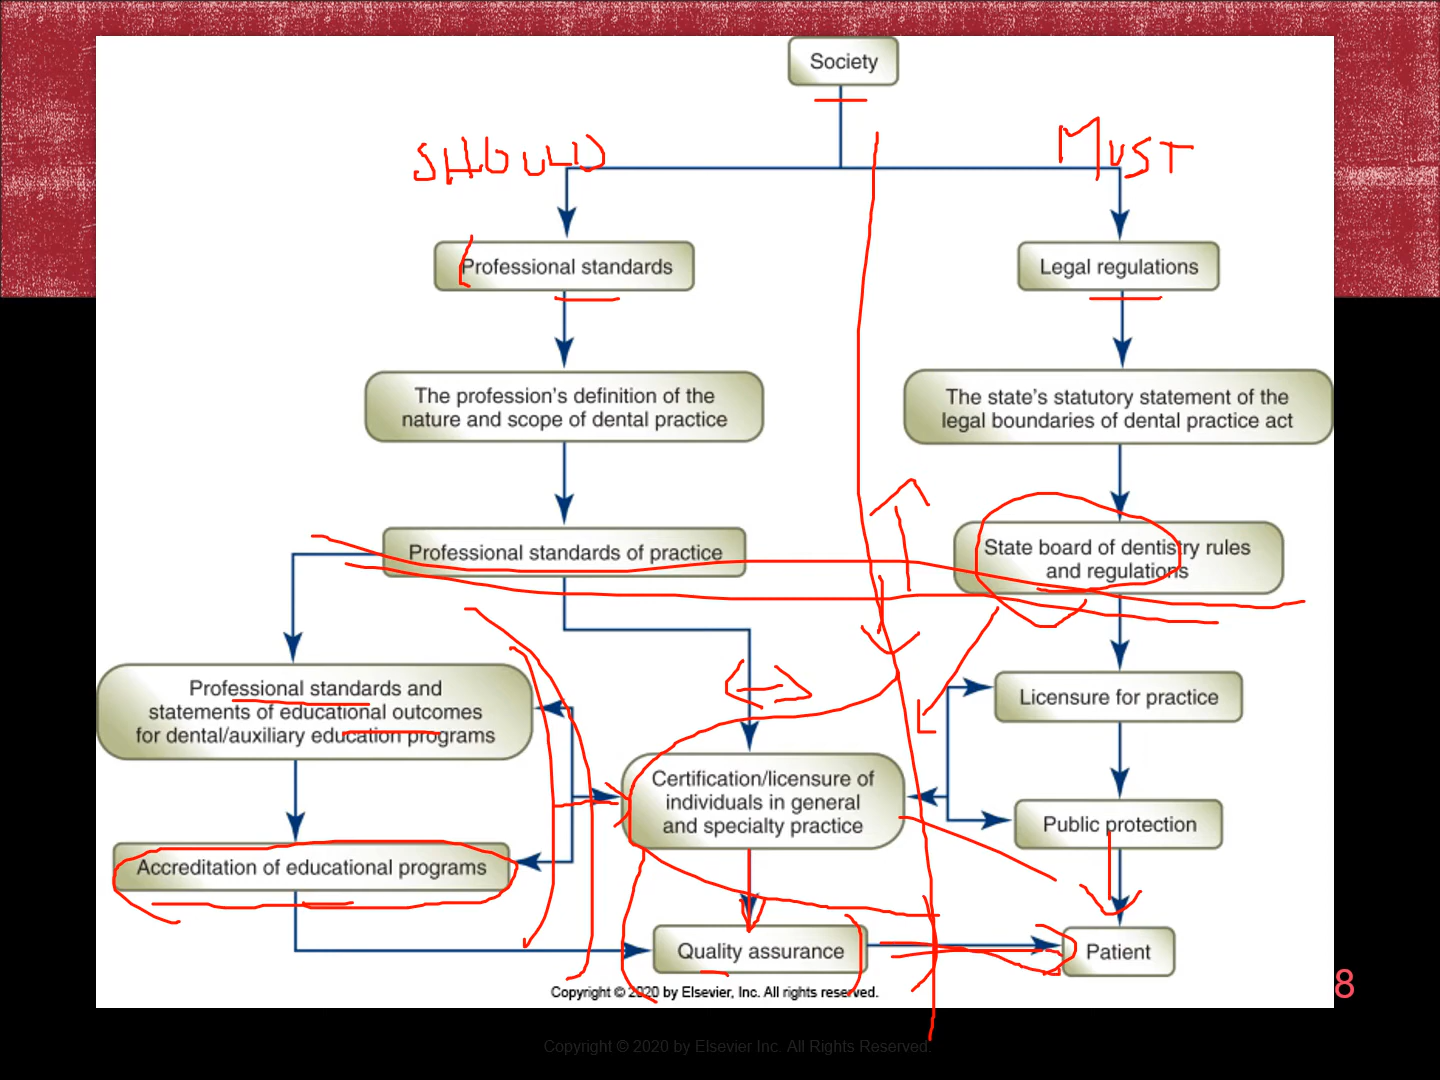 Society
SHOULD
MUST
Professional standards
Legal regulations
The profession's definition of the
nature and scope of dental practice
The state's statutory statement of the
legal boundaries of dental practice act
Professional standards of practice
State board of dentistry rules
and regulations
Professional standards and
statements of educational outcomes
for dental/auxiliary education programs
Licensure for practice
Certification/licensure of
individuals in general
and specialty practice
Public protection
Accreditation of educational programs
Quality assurance
Patient
Copyright © 2020 by Elsevier, Inc. All rights reserved.
8
Copyright © 2020 by Elsevier Inc. All Rights Reserved.